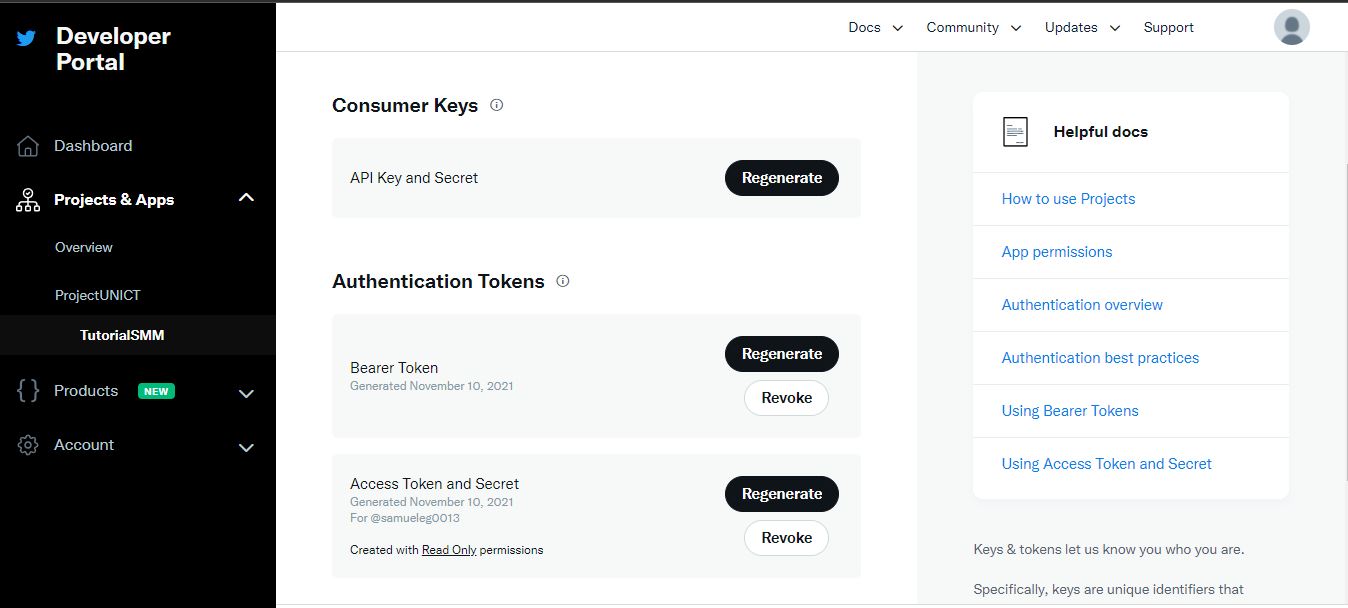 Developer
Portal
Dashboard
Projects & Apps
Overview
ProjectUNICT
TutorialSMM
Products NEW
Account
Docs Community Updates Support
Consumer Keys
API Key and Secret
Regenerate
Authentication Tokens
Bearer Token
Generated November 10, 2021
Regenerate
Revoke
Access Token and Secret
Generated November 10, 2021
For @samueleg0013
Created with Read Only permissions
Regenerate
Revoke
Helpful docs
How to use Projects
App permissions
Authentication overview
Authentication best practices
Using Bearer Tokens
Using Access Token and Secret
Keys & tokens let us know you who you are.
Specifically, keys are unique identifiers that